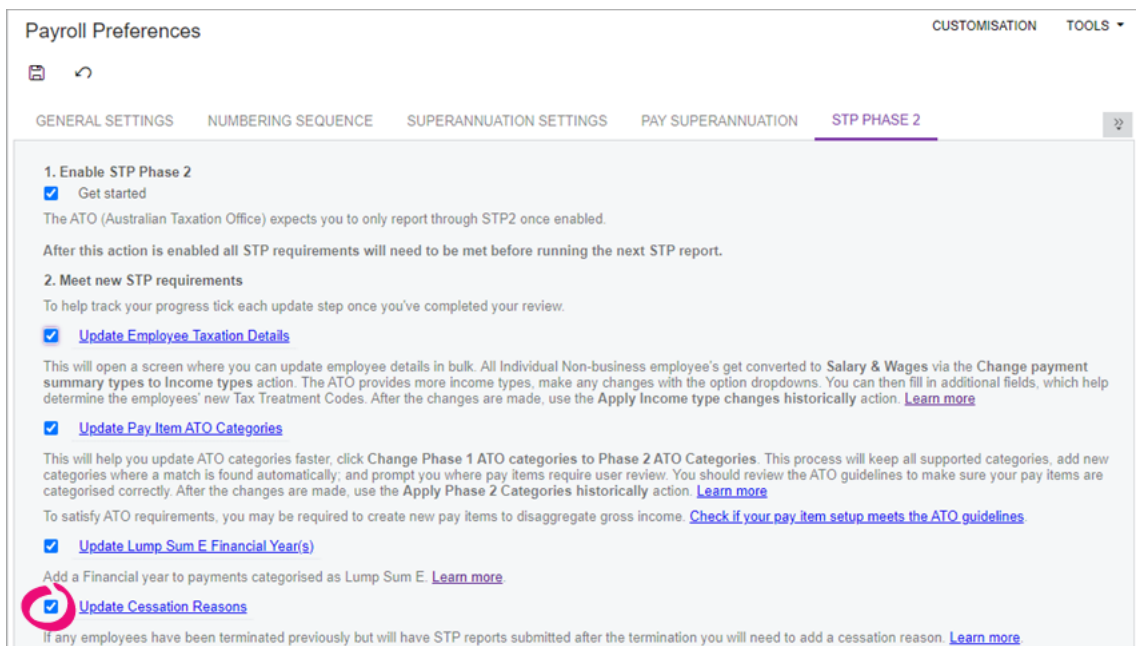 Payroll Preferences
CUSTOMISATION TOOLS
GENERAL SETTINGS NUMBERING SEQUENCE SUPERANNUATION SETTINGS PAY SUPERANNUATION STP PHASE 2
1. Enable STP Phase 2
Get started
The ATO (Australian Taxation Office) expects you to only report through STP2 once enabled.
After this action is enabled all STP requirements will need to be met before running the next STP report.
2. Meet new STP requirements
To help track your progress tick each update step once you've completed your review.
Update Employee Taxation Details
This will open a screen where you can update employee details in bulk. All Individual Non-business employee's get converted to Salary & Wages via the Change payment
summary types to Income types action. The ATO provides more income types, make any changes with the option dropdowns. You can then fill in additional fields, which help
determine the employees' new Tax Treatment Codes. After the changes are made, use the Apply Income type changes historically action. Learn more
Update Pay Item ATO Categories
This will help you update ATO categories faster, click Change Phase 1 ATO categories to Phase 2 ATO Categories. This process will keep all supported categories, add new
categories where a match is found automatically; and prompt you where pay items require user review. You should review the ATO guidelines to make sure your pay items are
categorised correctly. After the changes are made, use the Apply Phase 2 Categories historically action. Learn more
To satisfy ATO requirements, you may be required to create new pay items to disaggregate gross income. Check if your pay item setup meets the ATO guidelines.
Update Lump Sum E Financial Year(s)
Add a Financial year to payments categorised as Lump Sum E. Learn more.
Update Cessation Reasons
If any employees have been terminated previously but will have STP reports submitted after the termination you will need to add a cessation reason. Learn more.